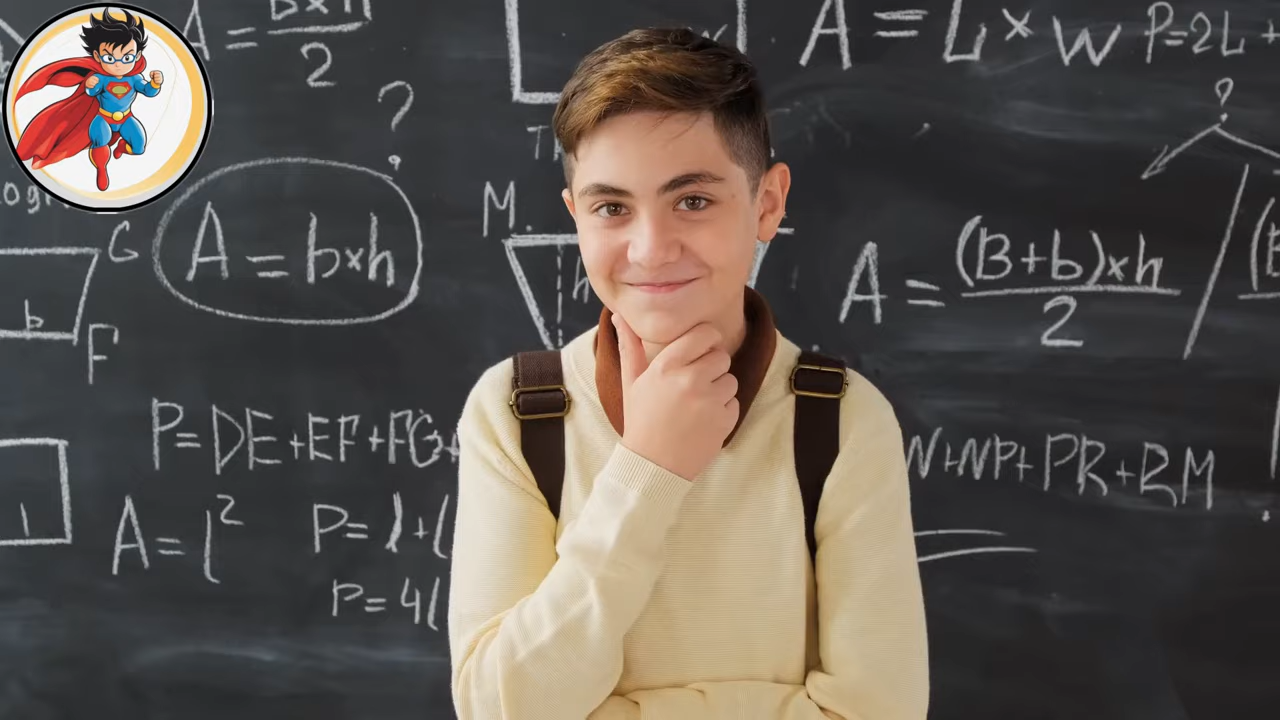 A = b×h / 2
A = L × W P=2L +
?
?
G
M
A = b×h
A = (B+b)×h / 2
h
b
F
P=DE+EF+FG+
N+NP+PR+RM
A = l²
P= l+l
l
P= 4l